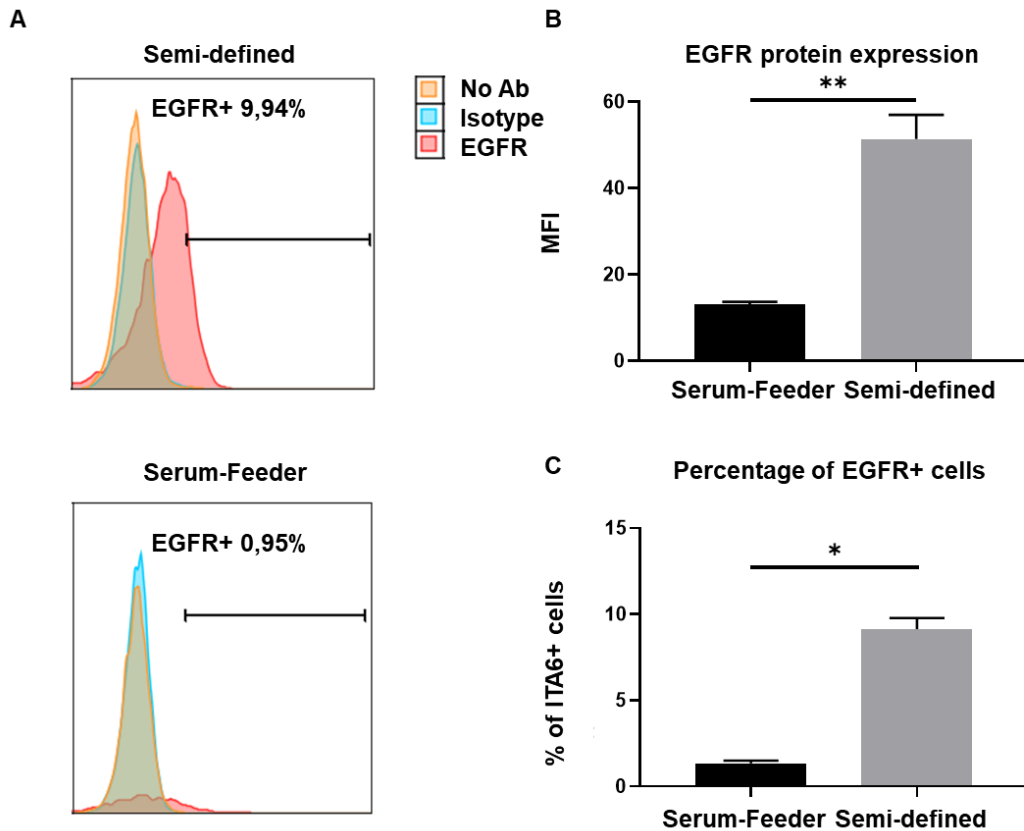 A
Semi-defined
EGFR+ 9,94%
No Ab
Isotype
EGFR
Serum-Feeder
EGFR+ 0,95%
B
EGFR protein expression
**
60
40
20
0
MFI
Serum-Feeder Semi-defined
C
Percentage of EGFR+ cells
*
15
10
5
0
% of ITA6+ cells
Serum-Feeder Semi-defined